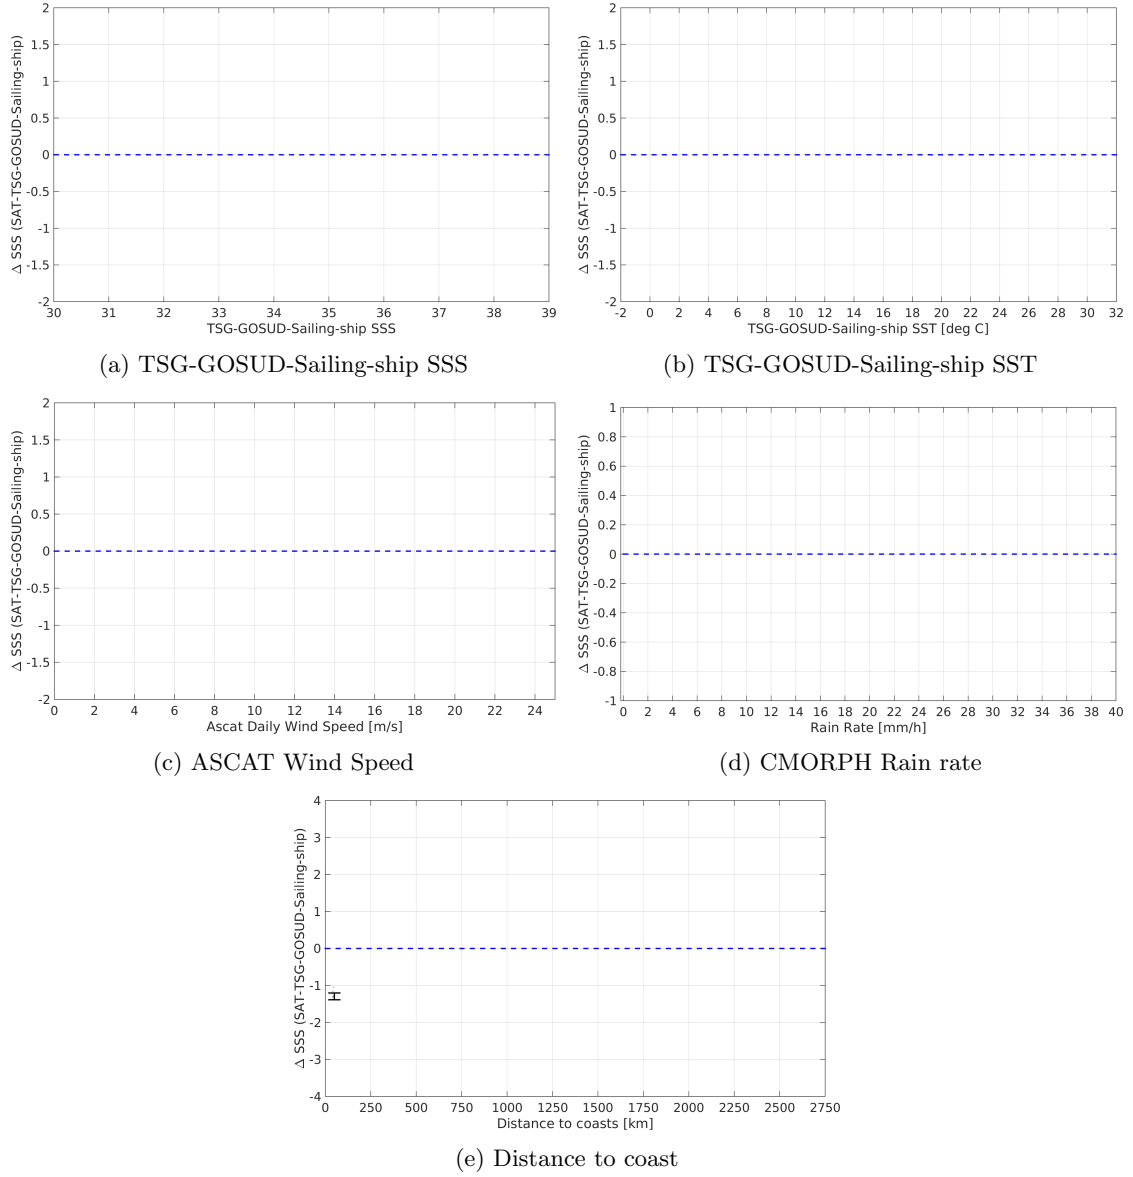 2
1.5
1
0.5
0
-0.5
-1
-1.5
-2
Δ SSS (SAT-TSG-GOSUD-Sailing-ship)
30 31 32 33 34 35 36 37 38 39
TSG-GOSUD-Sailing-ship SSS
(a) TSG-GOSUD-Sailing-ship SSS
2
1.5
1
0.5
0
-0.5
-1
-1.5
-2
Δ SSS (SAT-TSG-GOSUD-Sailing-ship)
-2 0 2 4 6 8 10 12 14 16 18 20 22 24 26 28 30 32
TSG-GOSUD-Sailing-ship SST [deg C]
(b) TSG-GOSUD-Sailing-ship SST
2
1.5
1
0.5
0
-0.5
-1
-1.5
-2
Δ SSS (SAT-TSG-GOSUD-Sailing-ship)
0 2 4 6 8 10 12 14 16 18 20 22 24
Ascat Daily Wind Speed [m/s]
(c) ASCAT Wind Speed
1
0.8
0.6
0.4
0.2
0
-0.2
-0.4
-0.6
-0.8
-1
Δ SSS (SAT-TSG-GOSUD-Sailing-ship)
0 2 4 6 8 10 12 14 16 18 20 22 24 26 28 30 32 34 36 38 40
Rain Rate [mm/h]
(d) CMORPH Rain rate
4
3
2
1
0
-1
-2
-3
-4
Δ SSS (SAT-TSG-GOSUD-Sailing-ship)
0 250 500 750 1000 1250 1500 1750 2000 2250 2500 2750
Distance to coasts [km]
(e) Distance to coast